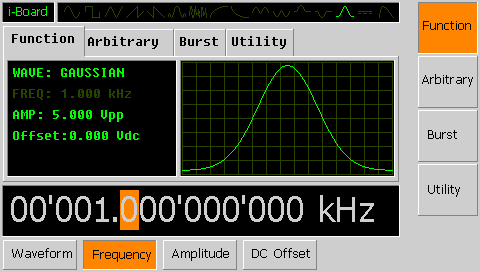 i-Board
Function Arbitrary Burst Utility
WAVE: GAUSSIAN
FREQ: 1.000 kHz
AMP: 5.000 Vpp
Offset:0.000 Vdc
00'001.000'000'000 kHz
Waveform Frequency Amplitude DC Offset
Function
Arbitrary
Burst
Utility